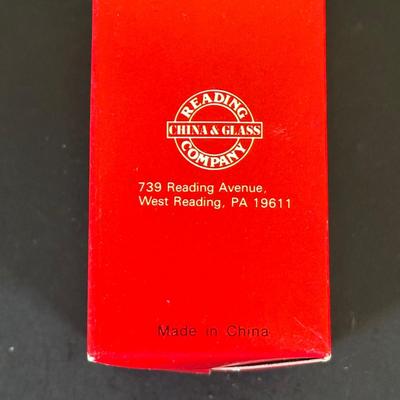 READING
CHINA & GLASS
COMPANY
739 Reading Avenue,
West Reading, PA 19611
Made in China